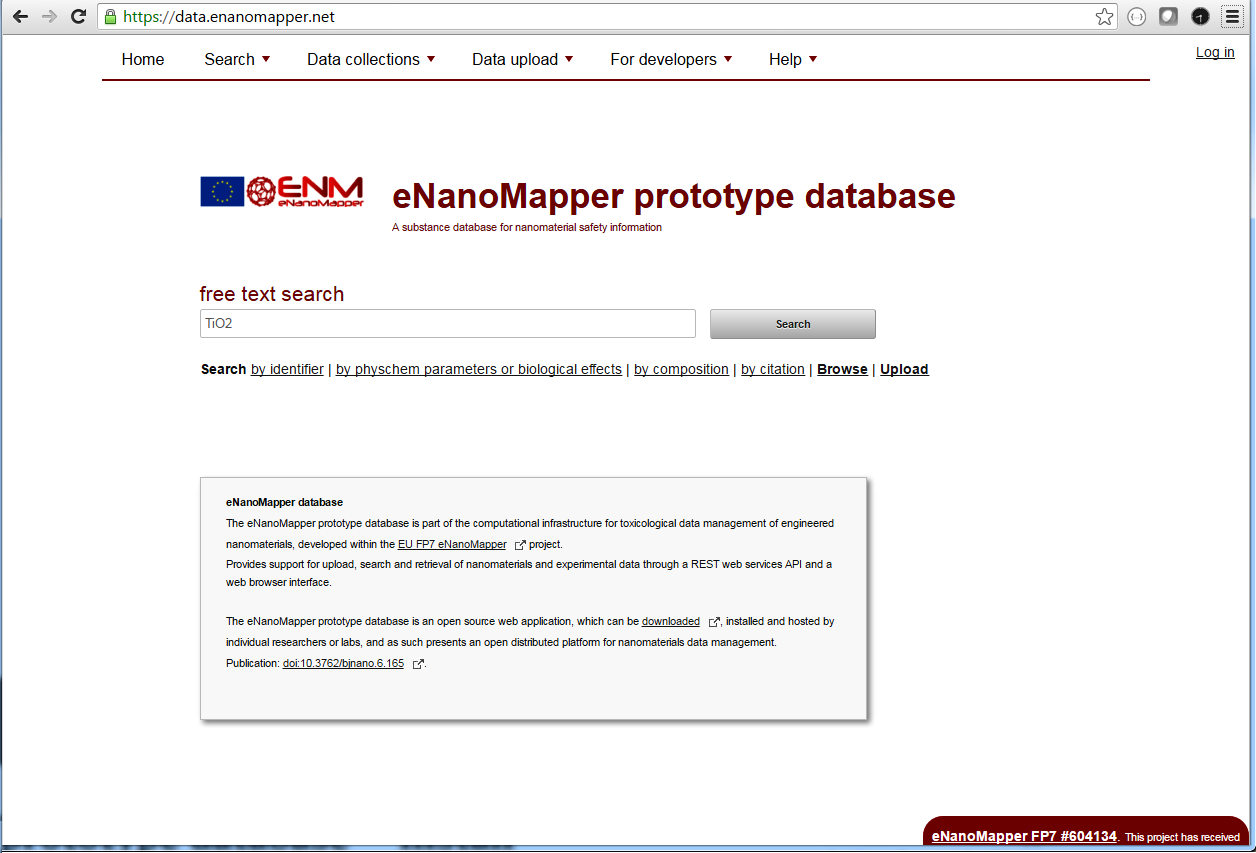 https://data.enanomapper.net
Log in
Home Search Data collections Data upload For developers Help
ENM
eNanoMapper
eNanoMapper prototype database
A substance database for nanomaterial safety information
free text search
TiO2 Search
Search by identifier | by physchem parameters or biological effects | by composition | by citation | Browse | Upload
eNanoMapper database
The eNanoMapper prototype database is part of the computational infrastructure for toxicological data management of engineered
nanomaterials, developed within the EU FP7 eNanoMapper project.
Provides support for upload, search and retrieval of nanomaterials and experimental data through a REST web services API and a
web browser interface.
The eNanoMapper prototype database is an open source web application, which can be downloaded , installed and hosted by
individual researchers or labs, and as such presents an open distributed platform for nanomaterials data management.
Publication: doi:10.3762/bjnano.6.165 .
eNanoMapper FP7 #604134. This project has received